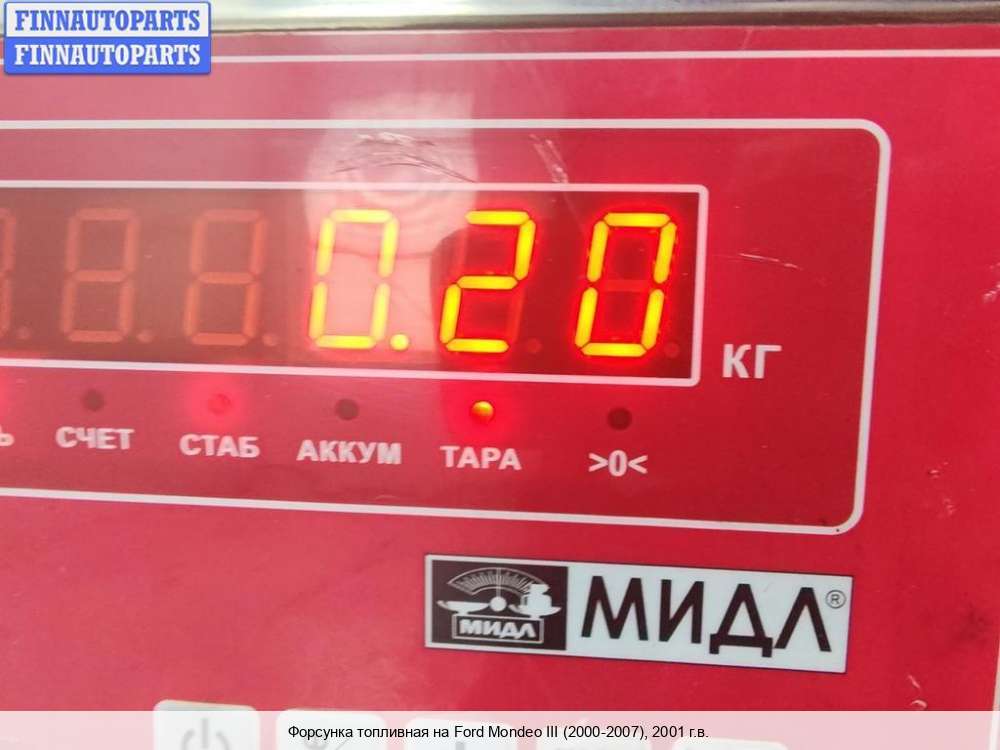 FINNAUTOPARTS
FINNAUTOPARTS
0.20
КГ
СЧЕТ СТАБ АККУМ ТАРА >0<
МИДЛ МИДЛ®
Форсунка топливная на Ford Mondeo III (2000-2007), 2001 г.в.